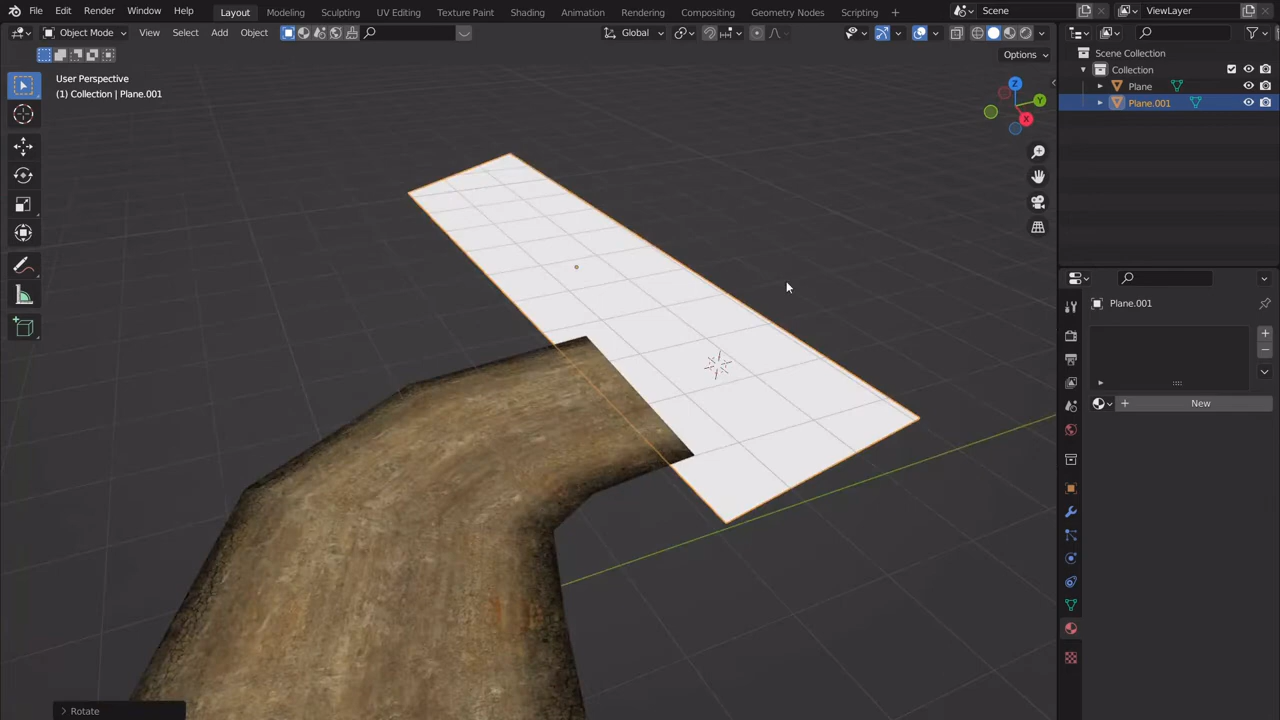 File Edit Render Window Help Layout Modeling Sculpting UV Editing Texture Paint Shading Animation Rendering Compositing Geometry Nodes Scripting + Scene ViewLayer
Object Mode View Select Add Object Global
Options
User Perspective
(1) Collection | Plane.001
Z
Y
X
Scene Collection
Collection
Plane
Plane.001
Plane.001
New
Rotate